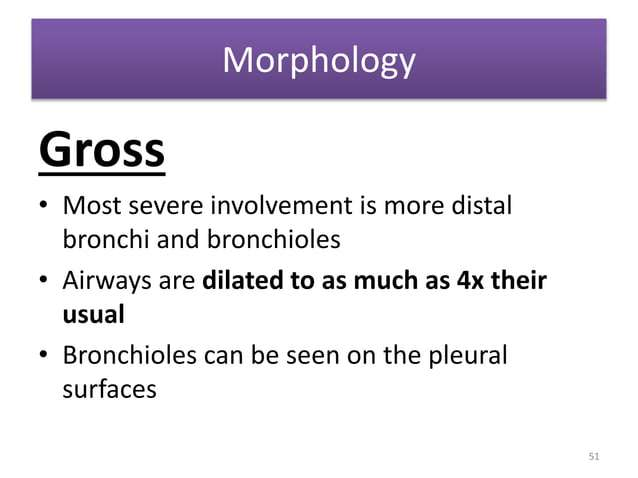 Morphology
Gross
• Most severe involvement is more distal
bronchi and bronchioles
• Airways are dilated to as much as 4x their
usual
• Bronchioles can be seen on the pleural
surfaces
51